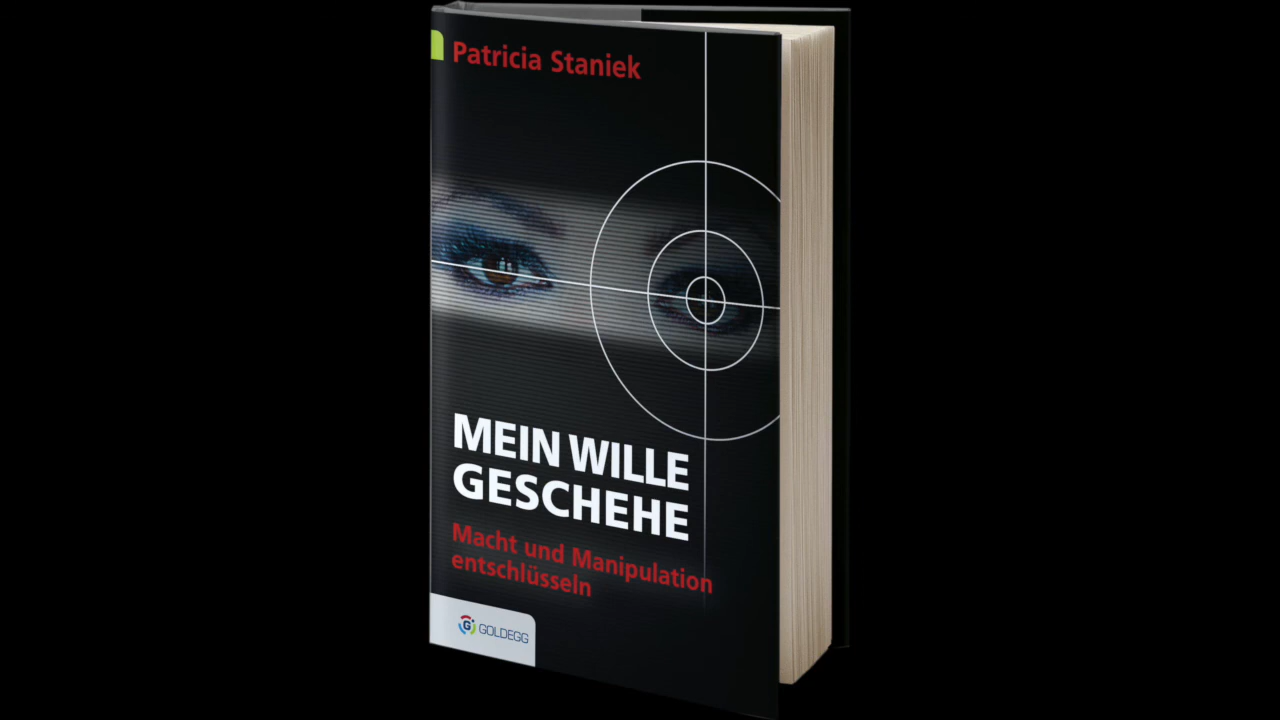 Patricia Staniek
MEIN WILLE
GESCHEHE
Macht und Manipulation
entschlüsseln
G GOLDEGG